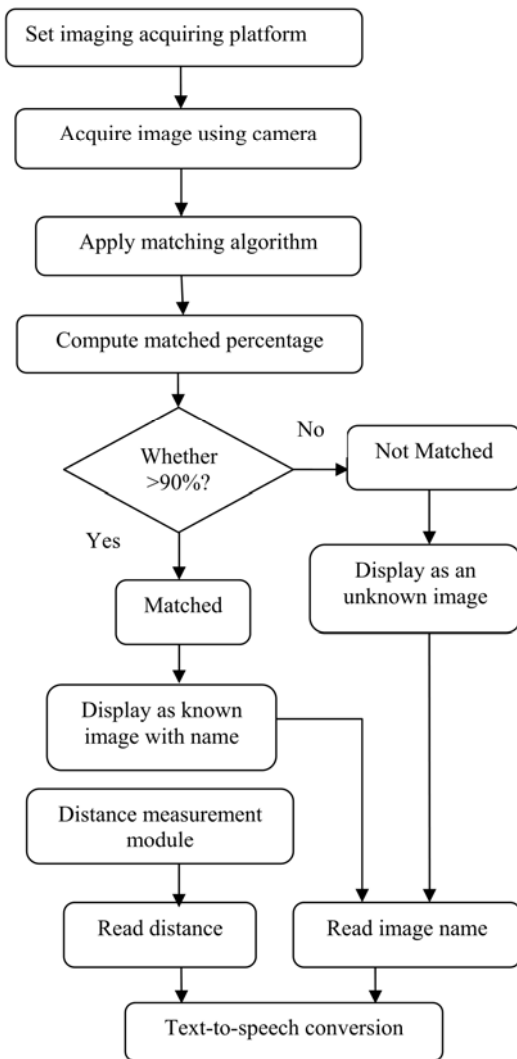 Set imaging acquiring platform
Acquire image using camera
Apply matching algorithm
Compute matched percentage
Whether
>90%?
No
Not Matched
Yes
Display as an
unknown image
Matched
Display as known
image with name
Distance measurement
module
Read distance
Read image name
Text-to-speech conversion